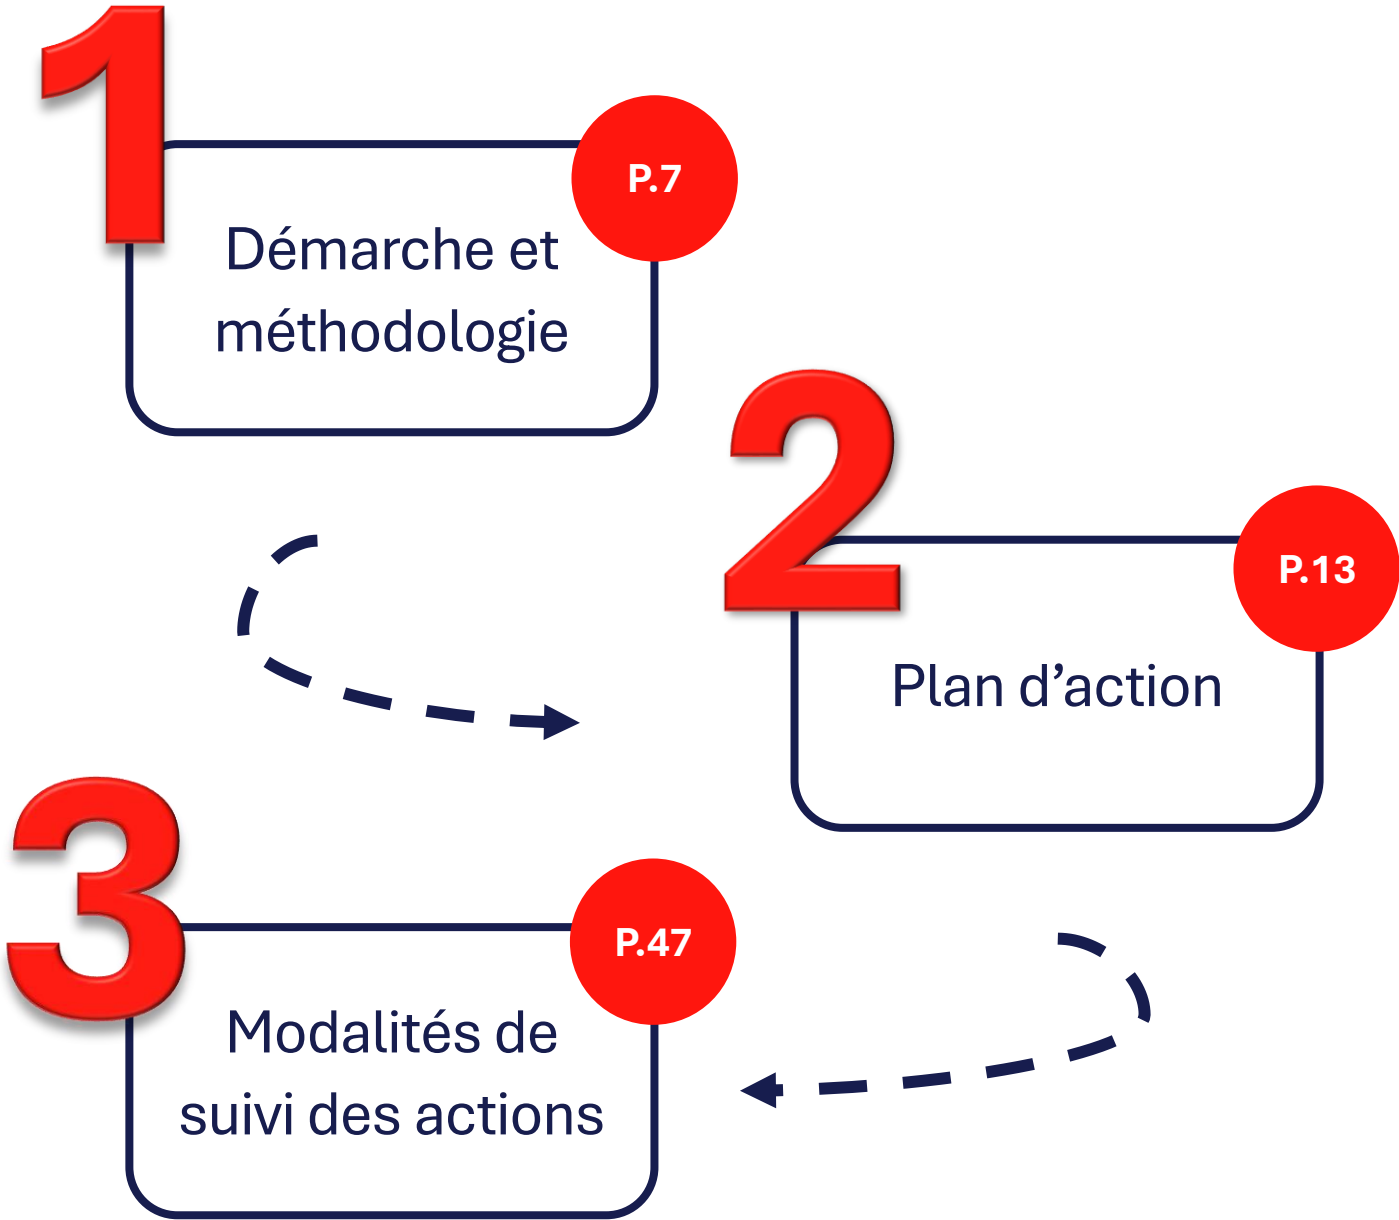 1
P.7
Démarche et
méthodologie
2
P.13
Plan d’action
3
P.47
Modalités de
suivi des actions